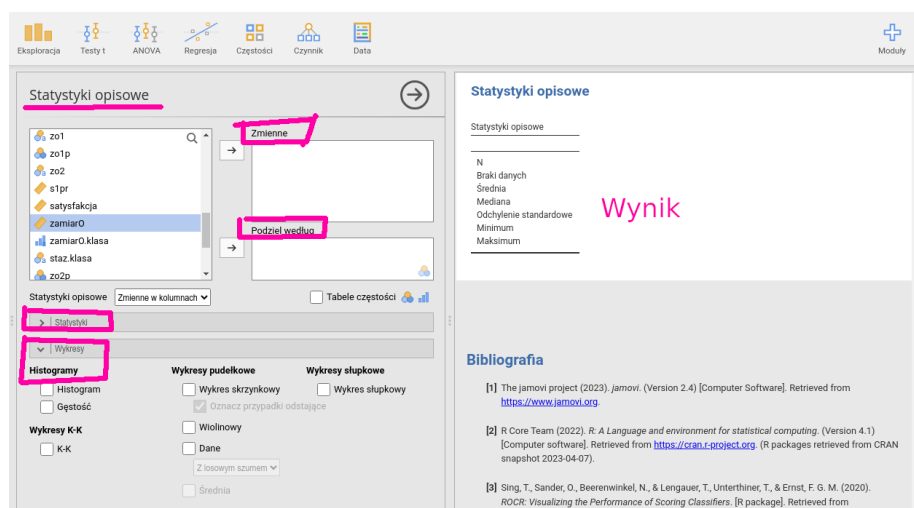 Eksploracja Testy t ANOVA Regresja Częstości Czynnik Data Moduły
Statystyki opisowe
zo1
zo1p
zo2
s1pr
satysfakcja
zamiarO
zamiarO.klasa
staz.klasa
zo2p
Zmienne
Podziel według
Statystyki opisowe Zmienne w kolumnach Tabele częstości
Statystyki
Wykresy
Histogramy
Histogram
Gęstość
Wykresy K-K
K-K
Wykresy pudełkowe
Wykres skrzynkowy
Oznacz przypadki odstające
Wiolinowy
Dane
Z losowym szumem
Średnia
Wykresy słupkowe
Wykres słupkowy
Statystyki opisowe
Statystyki opisowe
N
Braki danych
Średnia
Mediana
Odchylenie standardowe
Minimum
Maksimum
Wynik
Bibliografia
[1] The jamovi project (2023). jamovi. (Version 2.4) [Computer Software]. Retrieved from
https://www.jamovi.org.
[2] R Core Team (2022). R: A Language and environment for statistical computing. (Version 4.1)
[Computer software]. Retrieved from https://cran.r-project.org. (R packages retrieved from CRAN
snapshot 2023-04-07).
[3] Sing, T., Sander, O., Beerenwinkel, N., & Lengauer, T., Unterthiner, T., & Ernst, F. G. M. (2020).
ROCR: Visualizing the Performance of Scoring Classifiers. [R package]. Retrieved from